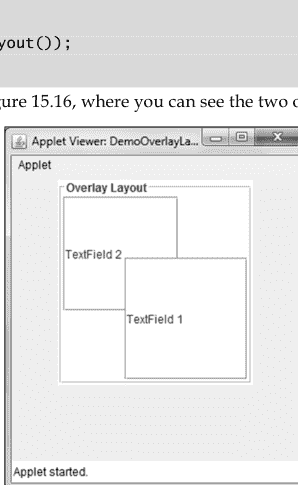 yout());
gure 15.16, where you can see the two o
Applet Viewer: DemoOverlayLa...
Applet
Overlay Layout
TextField 2
TextField 1
Applet started.